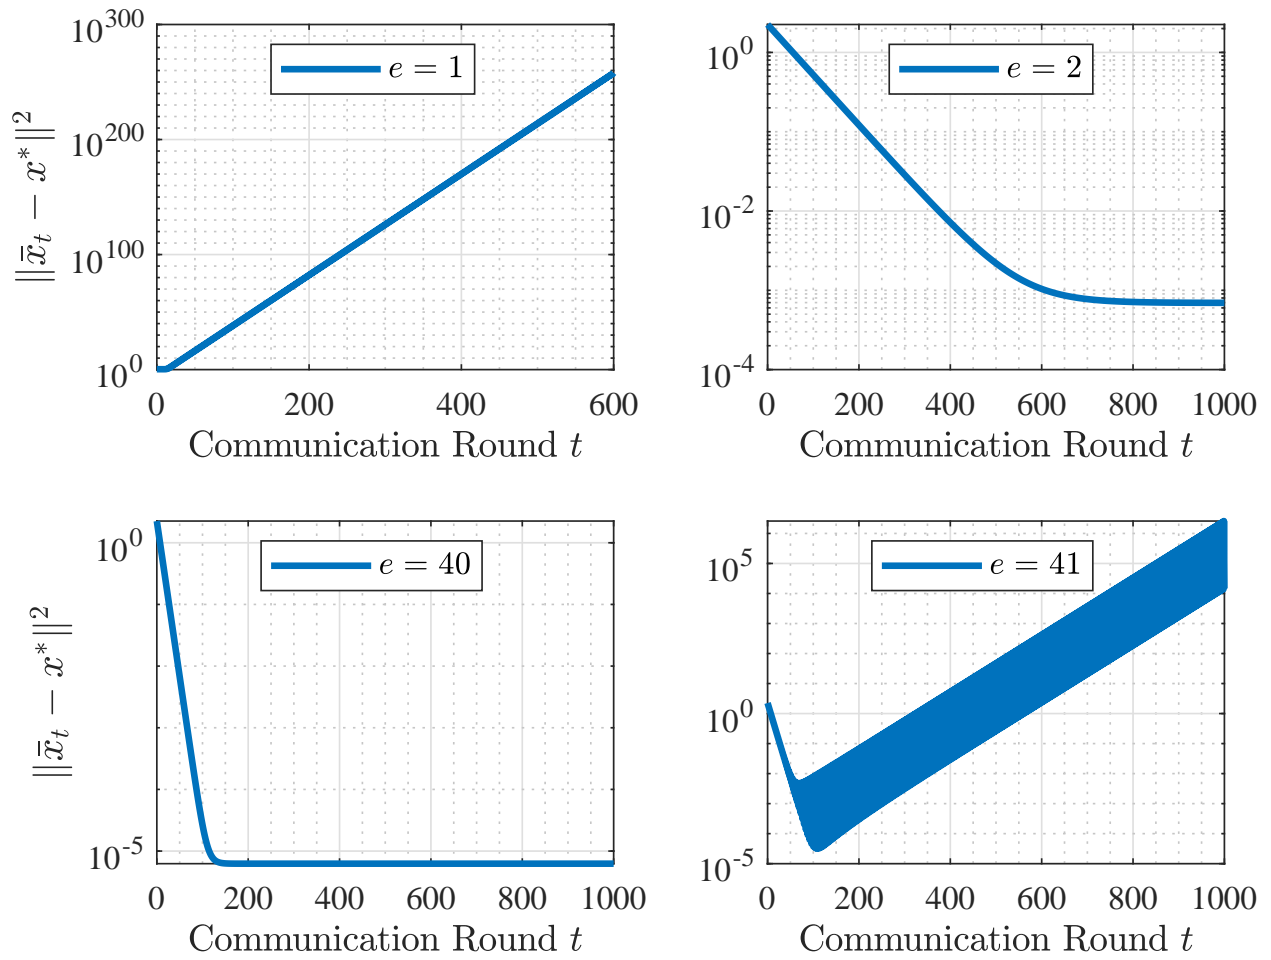 10^300
10^200
10^100
10^0
e = 1
‖x̄_t − x*‖^2
0 200 400 600
Communication Round t
10^0
10^-2
10^-4
e = 2
0 200 400 600 800 1000
Communication Round t
10^0
10^-5
e = 40
‖x̄_t − x*‖^2
0 200 400 600 800 1000
Communication Round t
10^5
10^0
10^-5
e = 41
0 200 400 600 800 1000
Communication Round t